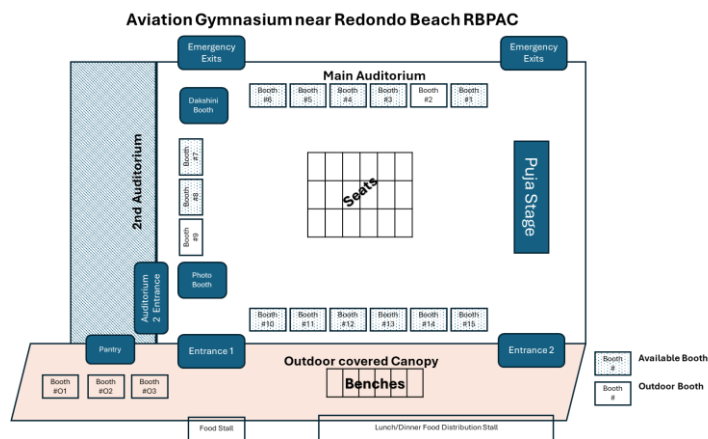 Aviation Gymnasium near Redondo Beach RBPAC
Emergency
Exits
Emergency
Exits
Main Auditorium
Dakshini
Booth
Booth
#6
Booth
#5
Booth
#4
Booth
#3
Booth
#2
Booth
#1
2nd Auditorium
Booth
#7
Booth
#8
Booth
#9
Seats
Puja Stage
Auditorium
2 Entrance
Photo
Booth
Booth
#10
Booth
#11
Booth
#12
Booth
#13
Booth
#14
Booth
#15
Pantry
Entrance 1
Entrance 2
Outdoor covered Canopy
Benches
Booth
#O1
Booth
#O2
Booth
#O3
Booth
#
Available Booth
Booth
#
Outdoor Booth
Food Stall
Lunch/Dinner Food Distribution Stall